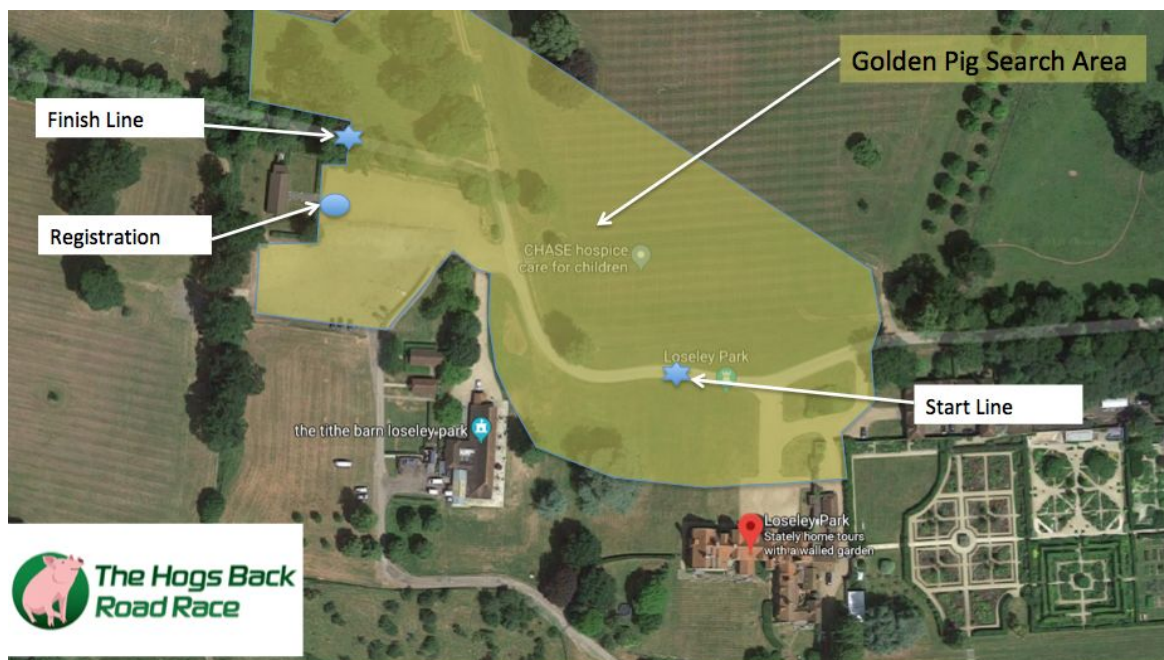 Golden Pig Search Area
Finish Line
Registration
CHASE hospice
care for children
Loseley Park
Start Line
the tithe barn loseley park
Loseley Park
Stately home tours
with a walled garden
The Hogs Back
Road Race